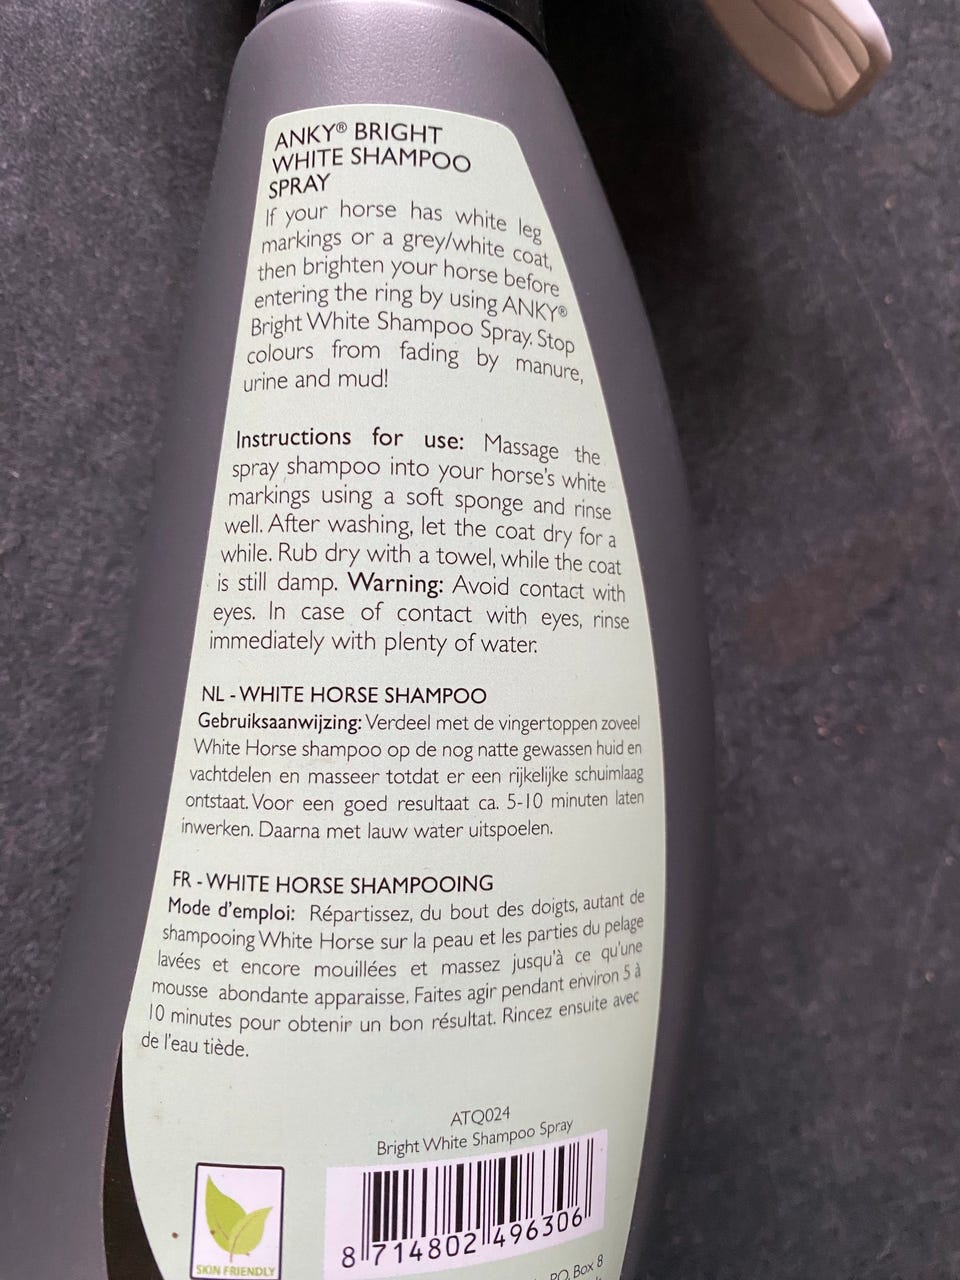 ANKY® BRIGHT
WHITE SHAMPOO
SPRAY
If your horse has white leg
markings or a grey/white coat,
then brighten your horse before
entering the ring by using ANKY®
Bright White Shampoo Spray. Stop
colours from fading by manure,
urine and mud!
Instructions for use: Massage the
spray shampoo into your horse's white
markings using a soft sponge and rinse
well. After washing, let the coat dry for a
while. Rub dry with a towel, while the coat
is still damp. Warning: Avoid contact with
eyes. In case of contact with eyes, rinse
immediately with plenty of water.
NL - WHITE HORSE SHAMPOO
Gebruiksaanwijzing: Verdeel met de vingertoppen zoveel
White Horse shampoo op de nog natte gewassen huid en
vachtdelen en masseer totdat er een rijkelijke schuimlaag
ontstaat. Voor een goed resultaat ca. 5-10 minuten laten
inwerken. Daarna met lauw water uitspoelen.
FR - WHITE HORSE SHAMPOOING
Mode d'emploi: Répartissez, du bout des doigts, autant de
shampooing White Horse sur la peau et les parties du pelage
lavées et encore mouillées et massez jusqu'à ce qu'une
mousse abondante apparaisse. Faites agir pendant environ 5 à
10 minutes pour obtenir un bon résultat. Rincez ensuite avec
de l'eau tiède.
ATQ024
Bright White Shampoo Spray
8 714802 496306
SKIN FRIENDLY
P.O. Box 8